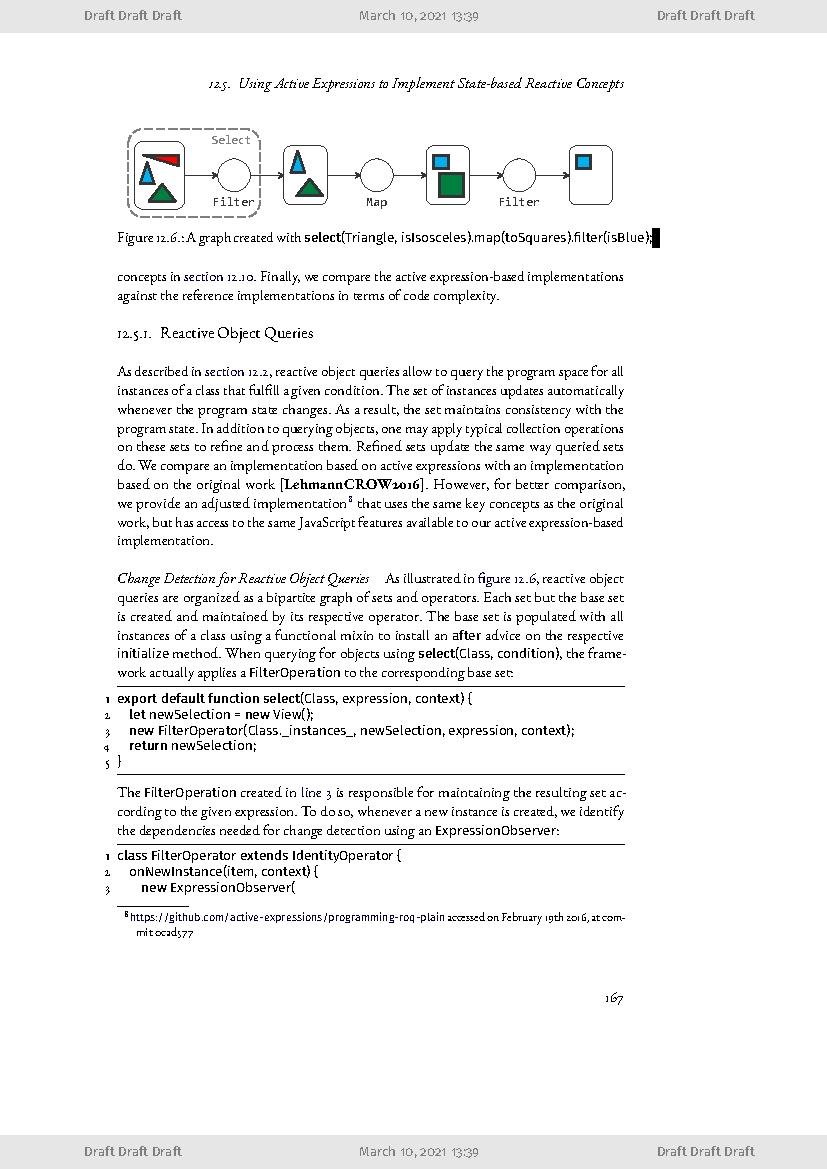 Draft Draft Draft March 10, 2021 13:39 Draft Draft Draft
12.5. Using Active Expressions to Implement State-based Reactive Concepts
Select
Filter Map Filter
Figure 12.6.: A graph created with select(Triangle, isIsosceles).map(toSquares).filter(isBlue);
concepts in section 12.10. Finally, we compare the active expression-based implementations
against the reference implementations in terms of code complexity.
12.5.1. Reactive Object Queries
As described in section 12.2, reactive object queries allow to query the program space for all
instances of a class that fulfill a given condition. The set of instances updates automatically
whenever the program state changes. As a result, the set maintains consistency with the
program state. In addition to querying objects, one may apply typical collection operations
on these sets to refine and process them. Refined sets update the same way queried sets
do. We compare an implementation based on active expressions with an implementation
based on the original work [LehmannCROW2016]. However, for better comparison,
we provide an adjusted implementation8 that uses the same key concepts as the original
work, but has access to the same JavaScript features available to our active expression-based
implementation.
Change Detection for Reactive Object Queries As illustrated in figure 12.6, reactive object
queries are organized as a bipartite graph of sets and operators. Each set but the base set
is created and maintained by its respective operator. The base set is populated with all
instances of a class using a functional mixin to install an after advice on the respective
initialize method. When querying for objects using select(Class, condition), the frame-
work actually applies a FilterOperation to the corresponding base set:
1 export default function select(Class, expression, context) {
2 let newSelection = new View();
3 new FilterOperator(Class._instances_, newSelection, expression, context);
4 return newSelection;
5 }
The FilterOperation created in line 3 is responsible for maintaining the resulting set ac-
cording to the given expression. To do so, whenever a new instance is created, we identify
the dependencies needed for change detection using an ExpressionObserver:
1 class FilterOperator extends IdentityOperator {
2 onNewInstance(item, context) {
3 new ExpressionObserver(
8 https://github.com/active-expressions/programming-roq-plain accessed on February 19th 2016, at com-
mit 0cad577
167
Draft Draft Draft March 10, 2021 13:39 Draft Draft Draft